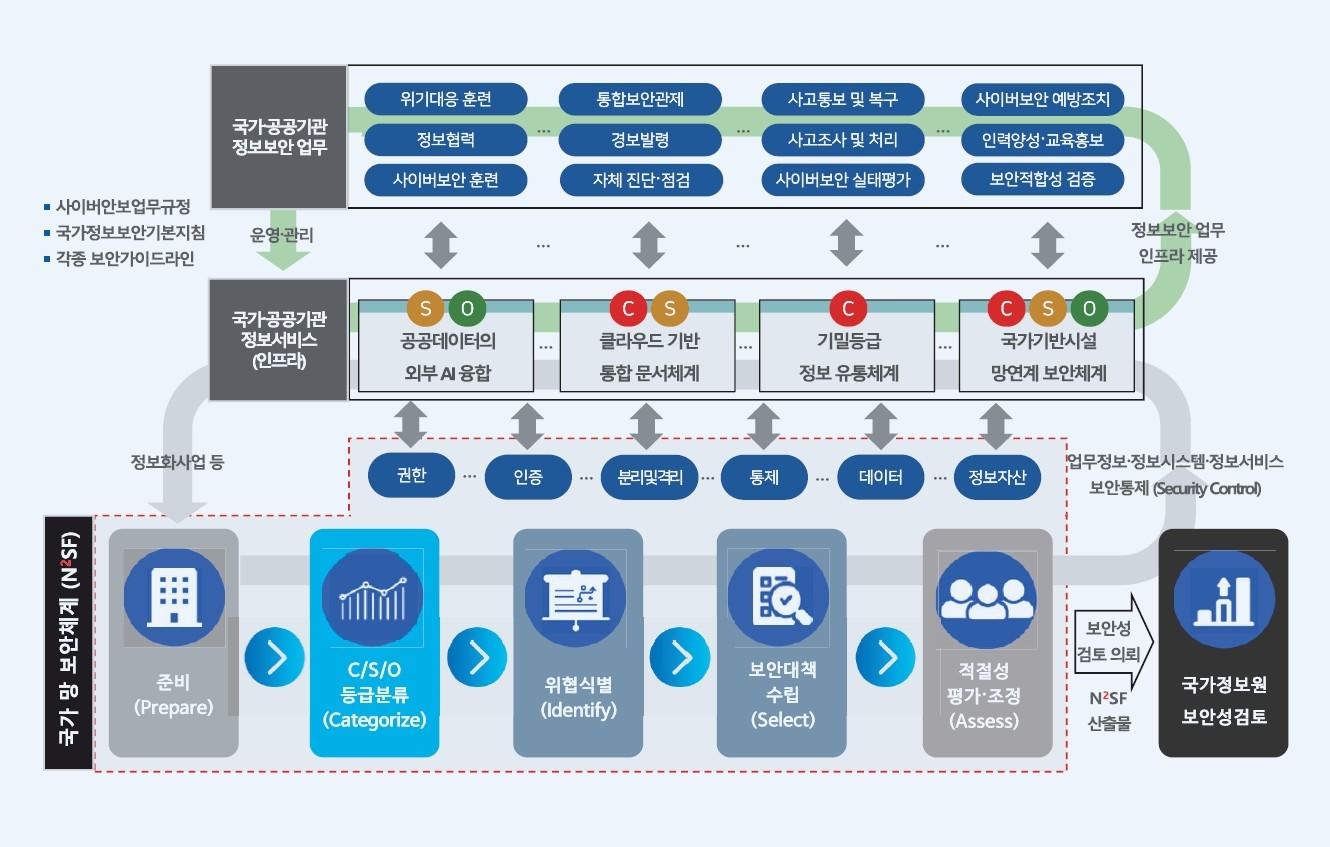 국가·공공기관
정보보안 업무
위기대응 훈련
통합보안관제
사고통보 및 복구
사이버보안 예방조치
정보협력
...
경보발령
...
사고조사 및 처리
...
인력양성·교육홍보
사이버보안 훈련
자체 진단·점검
사이버보안 실태평가
보안적합성 검증
사이버안보업무규정
국가정보보안기본지침
각종 보안가이드라인
운영·관리
...
...
...
정보보안 업무
인프라 제공
국가·공공기관
정보서비스
(인프라)
S O
공공데이터의
외부 AI 융합
...
C S
클라우드 기반
통합 문서체계
...
C
기밀등급
정보 유통체계
...
C S O
국가기반시설
망연계 보안체계
정보화사업 등
권한
...
인증
...
분리및격리
...
통제
...
데이터
...
정보자산
업무정보·정보시스템·정보서비스
보안통제 (Security Control)
국가 망 보안체계 (N²SF)
준비
(Prepare)
C/S/O
등급분류
(Categorize)
위협식별
(Identify)
보안대책
수립
(Select)
적절성
평가·조정
(Assess)
보안성
검토 의뢰
N²SF
산출물
국가정보원
보안성검토